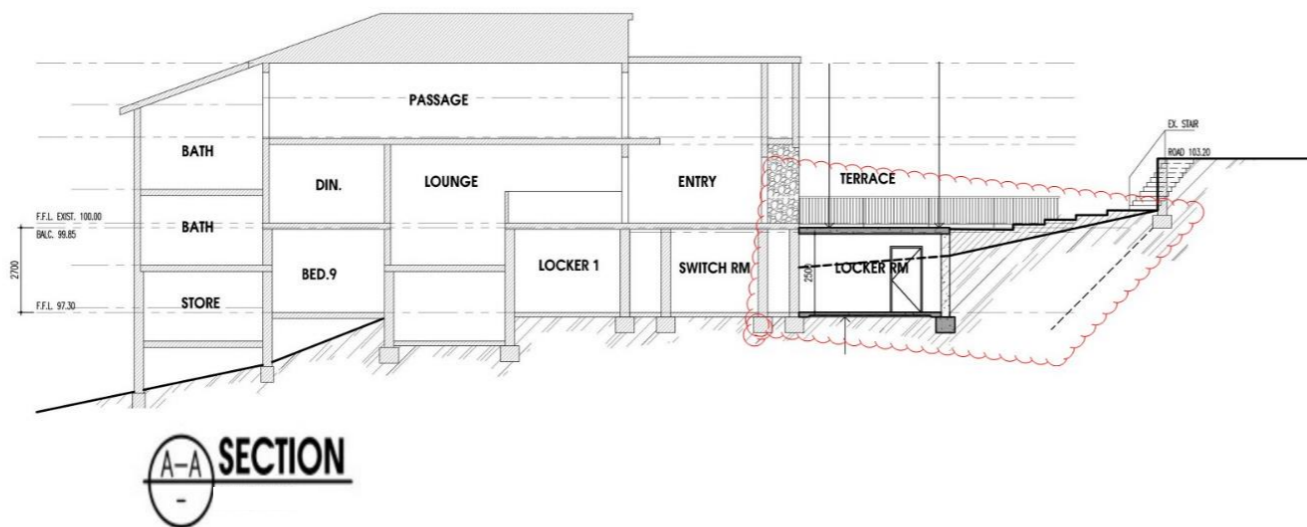 PASSAGE
EX. STAIR
BATH
ROAD 103.20
DIN.
LOUNGE
ENTRY
TERRACE
F.F.L. EXIST. 100.00
BALC. 99.85
BATH
2700
BED.9
LOCKER 1
SWITCH RM
2500
LOCKER RM
STORE
F.F.L. 97.30
A-A
SECTION
-